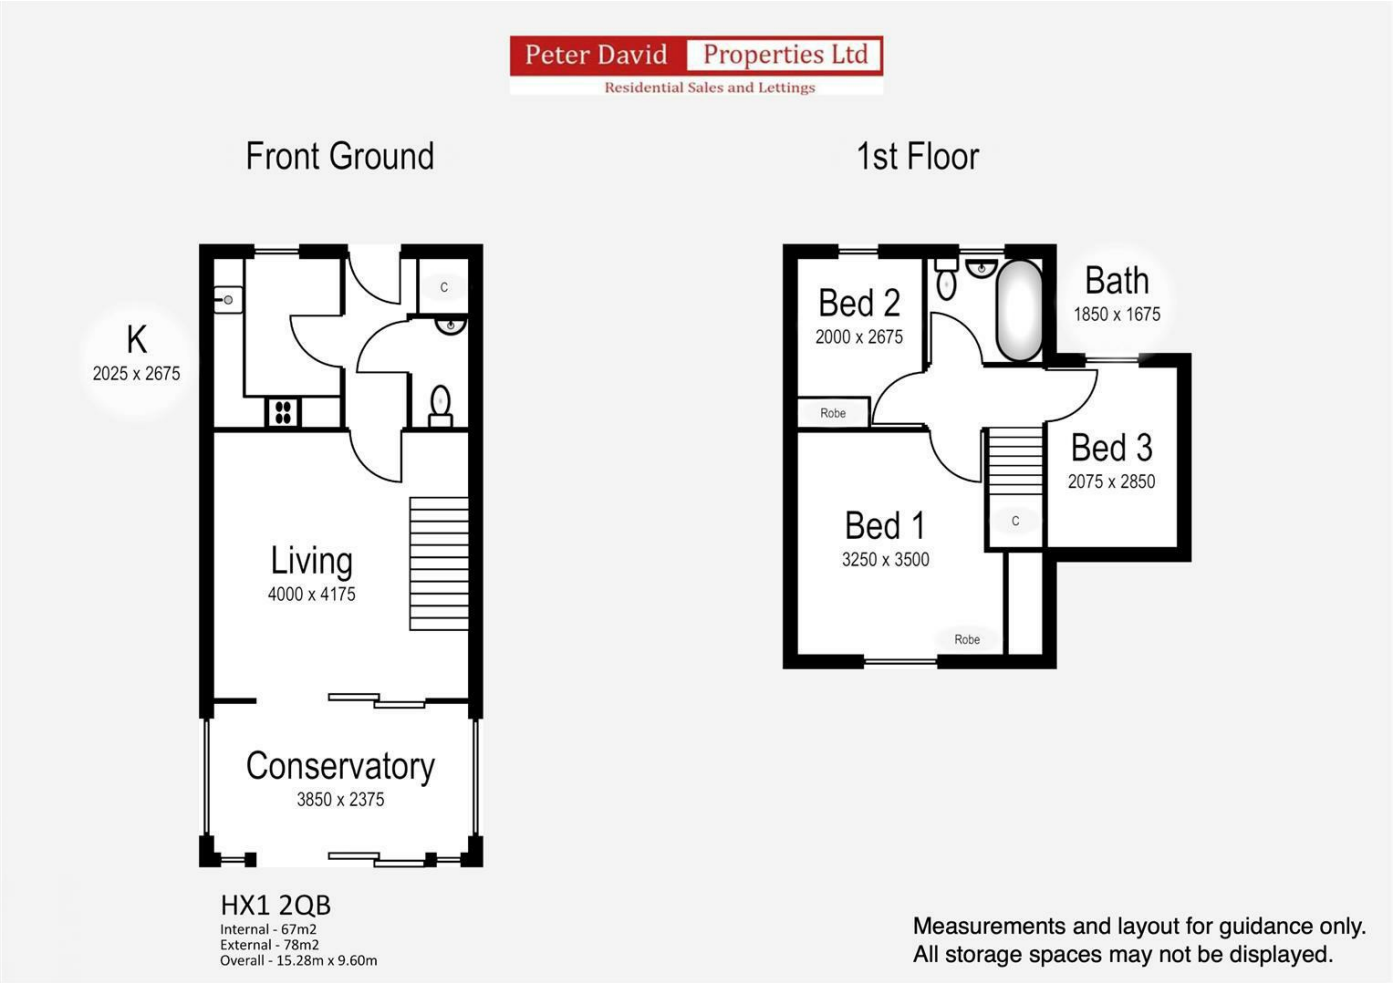 Peter David Properties Ltd
Residential Sales and Lettings
Front Ground
1st Floor
C
K
2025 x 2675
Living
4000 x 4175
Conservatory
3850 x 2375
Bed 2
2000 x 2675
Robe
Bath
1850 x 1675
Bed 3
2075 x 2850
C
Bed 1
3250 x 3500
Robe
HX1 2QB
Internal - 67m2
External - 78m2
Overall - 15.28m x 9.60m
Measurements and layout for guidance only.
All storage spaces may not be displayed.